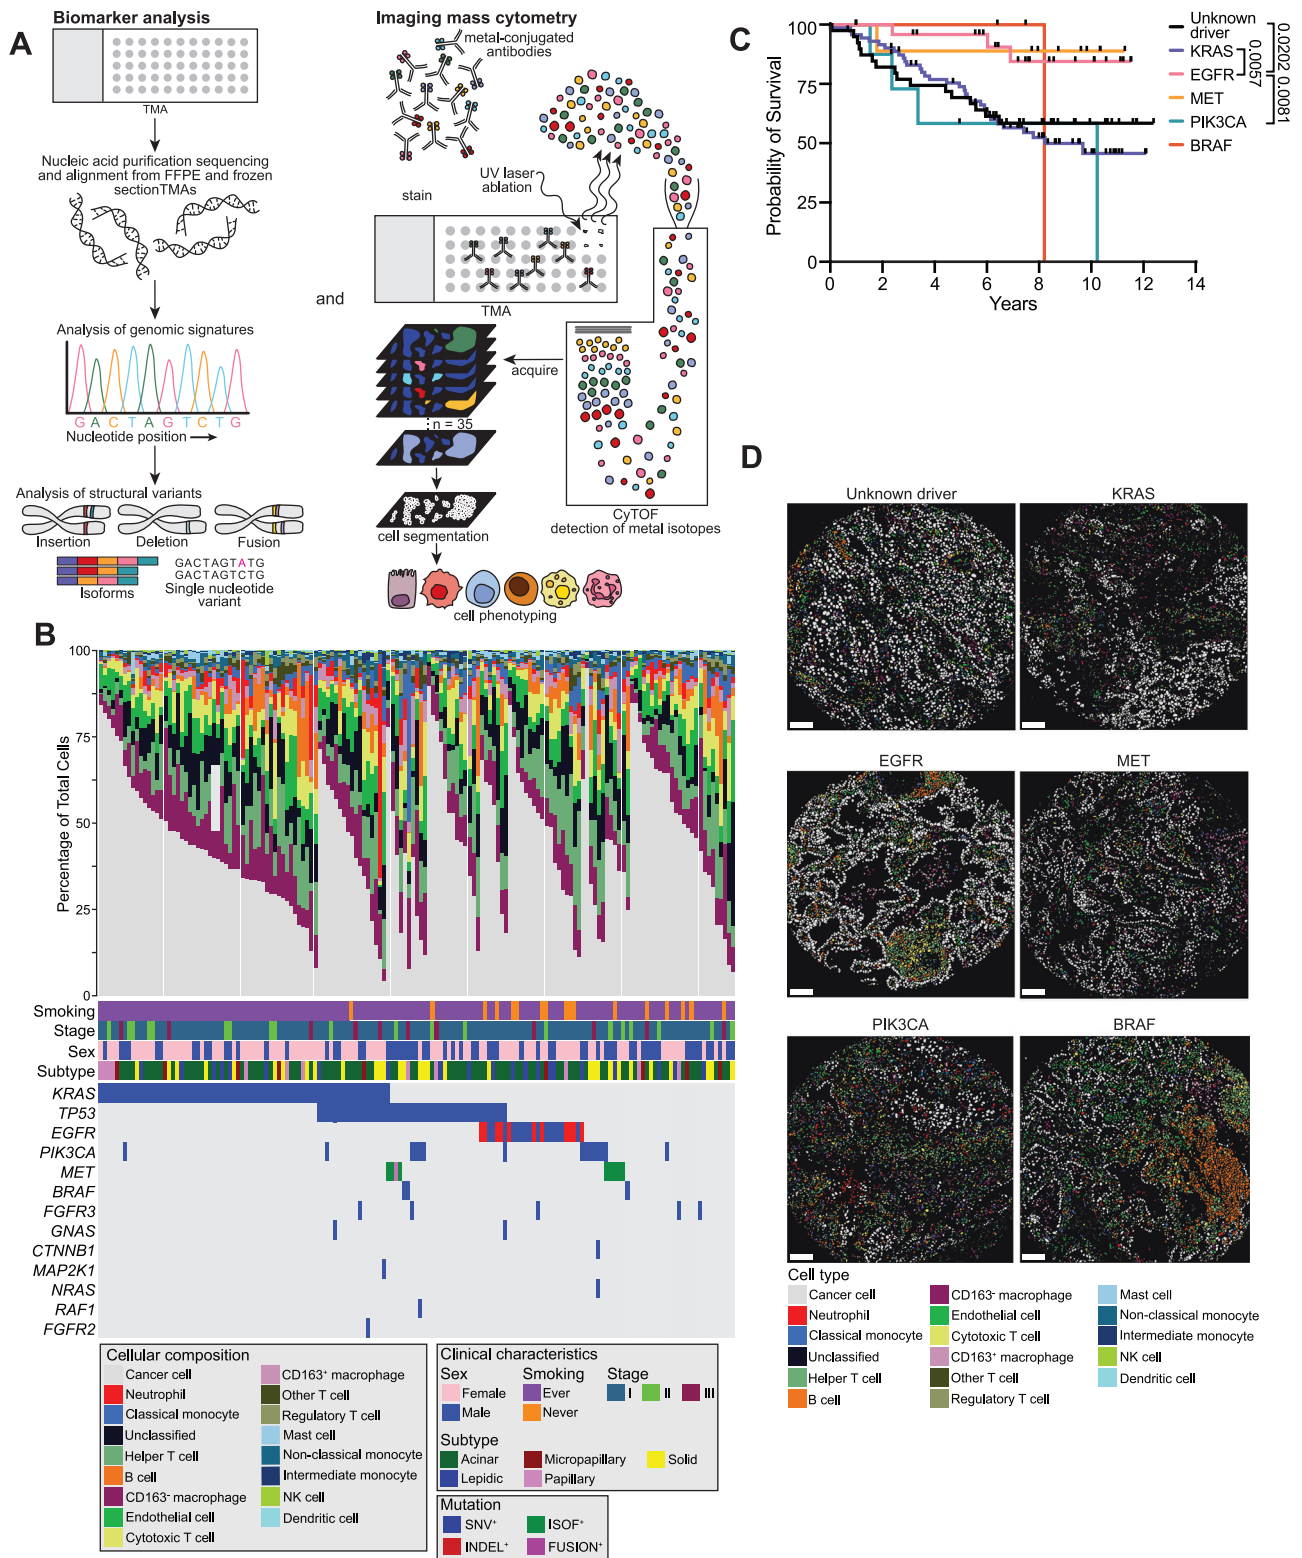 A
Biomarker analysis
TMA
Nucleic acid purification sequencing
and alignment from FFPE and frozen
sectionTMAs
Analysis of genomic signatures
G A C T A G T C T G
Nucleotide position
Analysis of structural variants
Insertion
Deletion
Fusion
Isoforms
GACTAGTATG
GACTAGTCTG
Single nucleotide
variant
and
Imaging mass cytometry
metal-conjugated
antibodies
stain
UV laser
ablation
TMA
acquire
n = 35
CyTOF
detection of metal isotopes
cell segmentation
cell phenotyping
B
Percentage of Total Cells
100
75
50
25
0
Smoking
Stage
Sex
Subtype
KRAS
TP53
EGFR
PIK3CA
MET
BRAF
FGFR3
GNAS
CTNNB1
MAP2K1
NRAS
RAF1
FGFR2
Cellular composition
Cancer cell
Neutrophil
Classical monocyte
Unclassified
Helper T cell
B cell
CD163- macrophage
Endothelial cell
Cytotoxic T cell
CD163+ macrophage
Other T cell
Regulatory T cell
Mast cell
Non-classical monocyte
Intermediate monocyte
NK cell
Dendritic cell
Clinical characteristics
Sex
Female
Male
Smoking
Ever
Never
Stage
I
II
III
Subtype
Acinar
Lepidic
Micropapillary
Papillary
Solid
Mutation
SNV+
INDEL+
ISOF+
FUSION+
C
Probability of Survival
100
75
50
25
0
0 2 4 6 8 10 12 14
Years
Unknown
driver
KRAS
EGFR
MET
PIK3CA
BRAF
0.0057
0.0202
0.0081
D
Unknown driver
KRAS
EGFR
MET
PIK3CA
BRAF
Cell type
Cancer cell
Neutrophil
Classical monocyte
Unclassified
Helper T cell
B cell
CD163- macrophage
Endothelial cell
Cytotoxic T cell
CD163+ macrophage
Other T cell
Regulatory T cell
Mast cell
Non-classical monocyte
Intermediate monocyte
NK cell
Dendritic cell